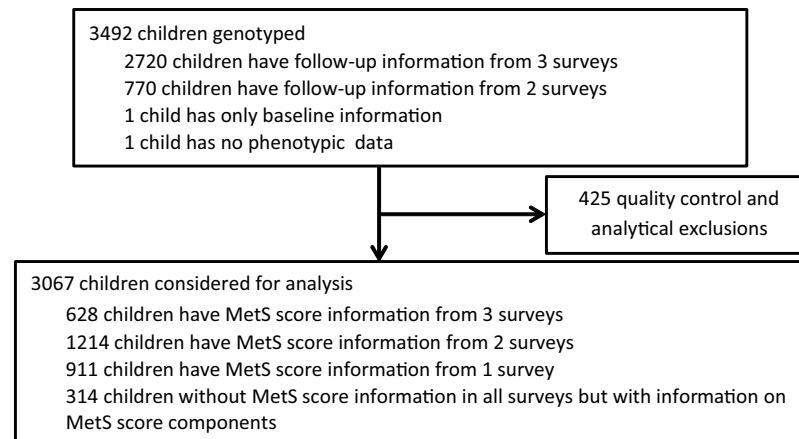 3492 children genotyped
2720 children have follow-up information from 3 surveys
770 children have follow-up information from 2 surveys
1 child has only baseline information
1 child has no phenotypic data
425 quality control and
analytical exclusions
3067 children considered for analysis
628 children have MetS score information from 3 surveys
1214 children have MetS score information from 2 surveys
911 children have MetS score information from 1 survey
314 children without MetS score information in all surveys but with information on
MetS score components